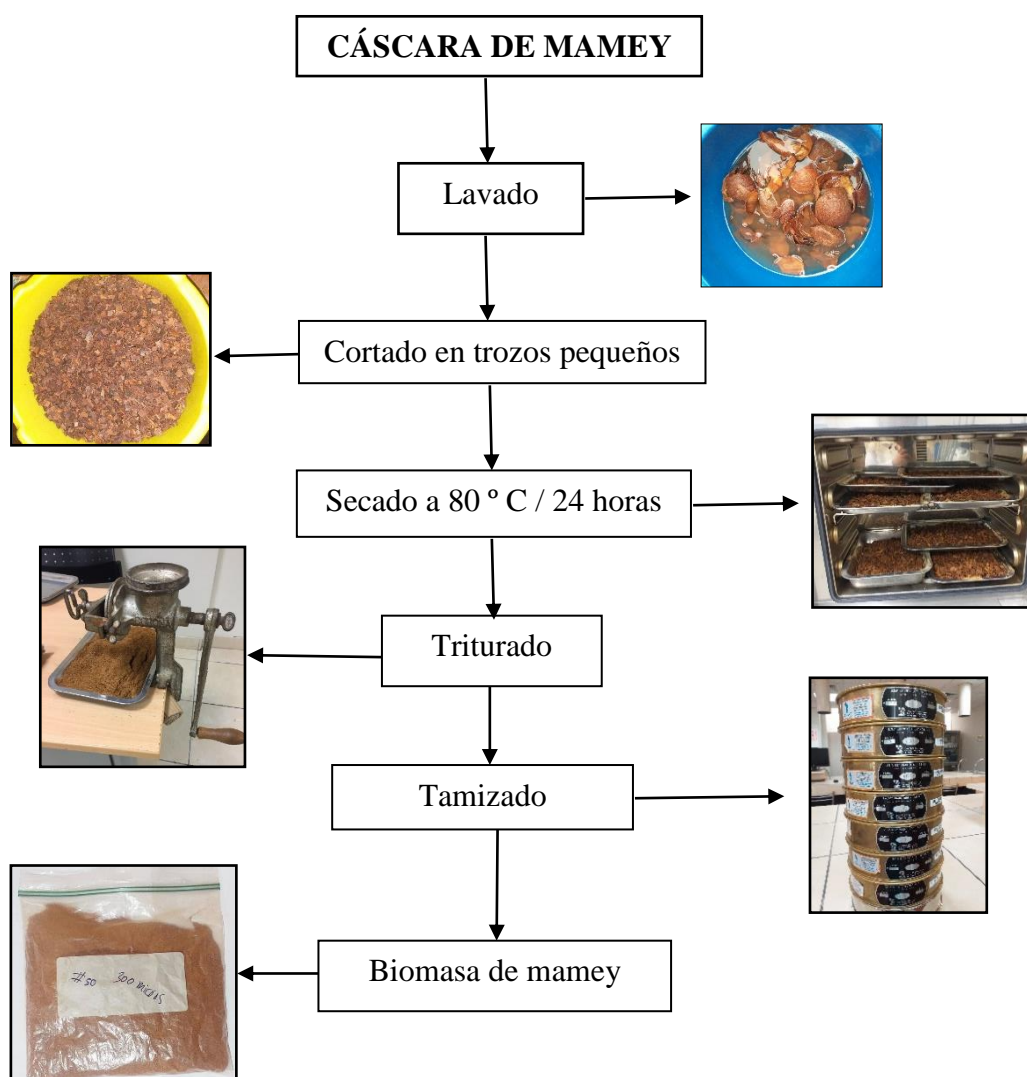 CÁSCARA DE MAMEY
Lavado
Cortado en trozos pequeños
Secado a 80 º C / 24 horas
Triturado
Tamizado
Biomasa de mamey
#50 300 micras